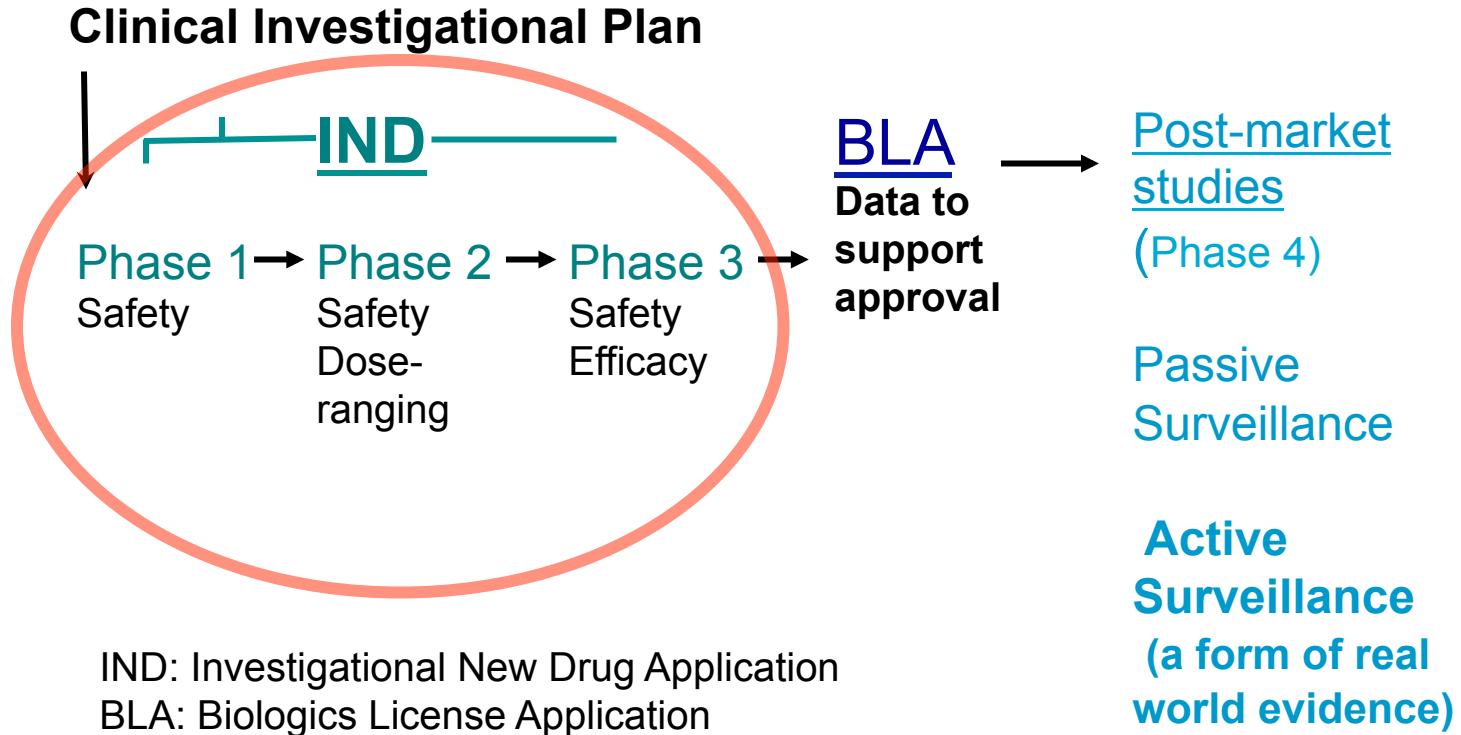 Clinical Investigational Plan
IND
Phase 1
Safety
Phase 2
Safety
Dose-
ranging
Phase 3
Safety
Efficacy
BLA
Data to
support
approval
Post-market
studies
(Phase 4)
Passive
Surveillance
Active
Surveillance
(a form of real
world evidence)
IND: Investigational New Drug Application
BLA: Biologics License Application